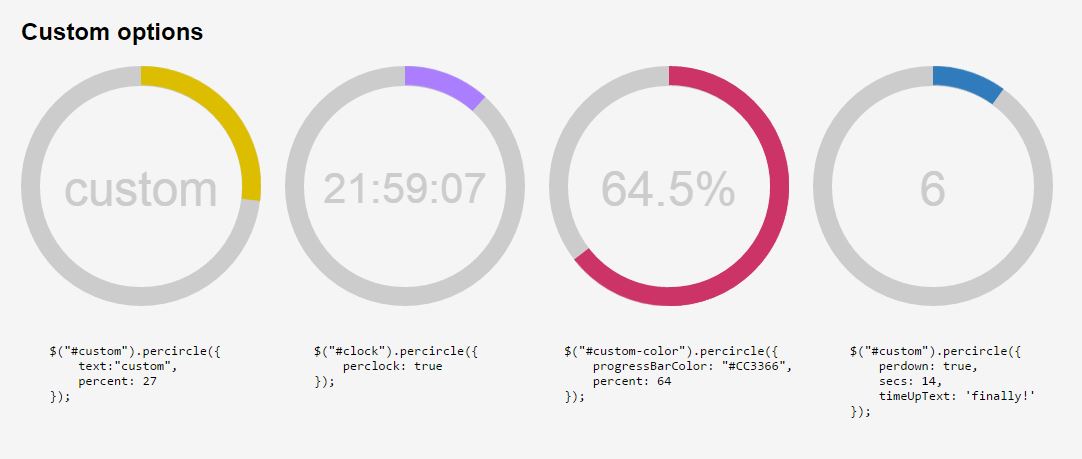 Custom options
custom
21:59:07
64.5%
6
$("#custom").percircle({
    text:"custom",
    percent: 27
});
$("#clock").percircle({
    perclock: true
});
$("#custom-color").percircle({
    progressBarColor: "#CC3366",
    percent: 64
});
$("#custom").percircle({
    perdown: true,
    secs: 14,
    timeUpText: 'finally!'
});